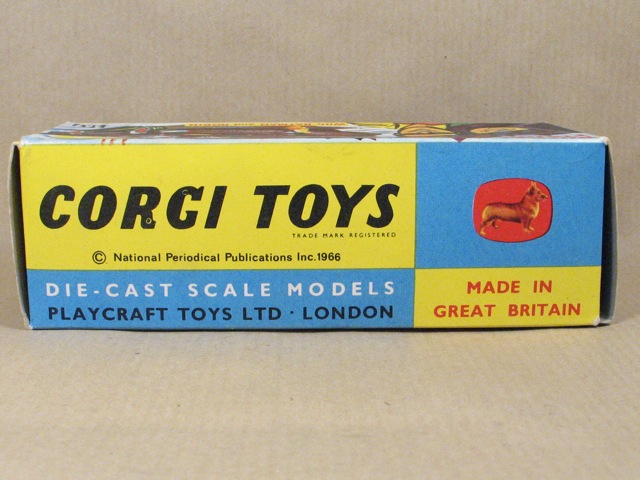 CORGI TOYS
TRADE MARK REGISTERED
© National Periodical Publications Inc.1966
DIE-CAST SCALE MODELS
PLAYCRAFT TOYS LTD · LONDON
MADE IN
GREAT BRITAIN